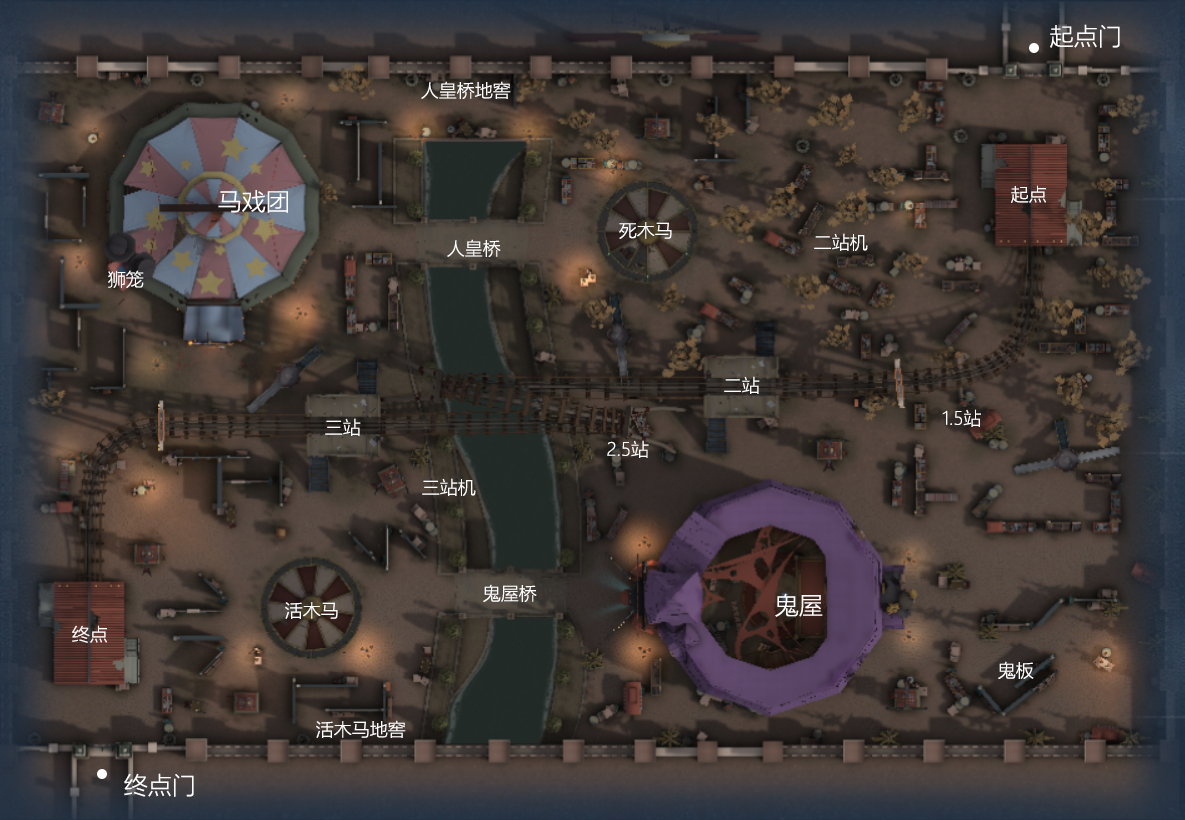 起点门
人皇桥地窖
马戏团
起点
死木马
二站机
人皇桥
狮笼
二站
1.5站
三站
2.5站
三站机
鬼屋桥
鬼屋
活木马
终点
鬼板
活木马地窖
终点门